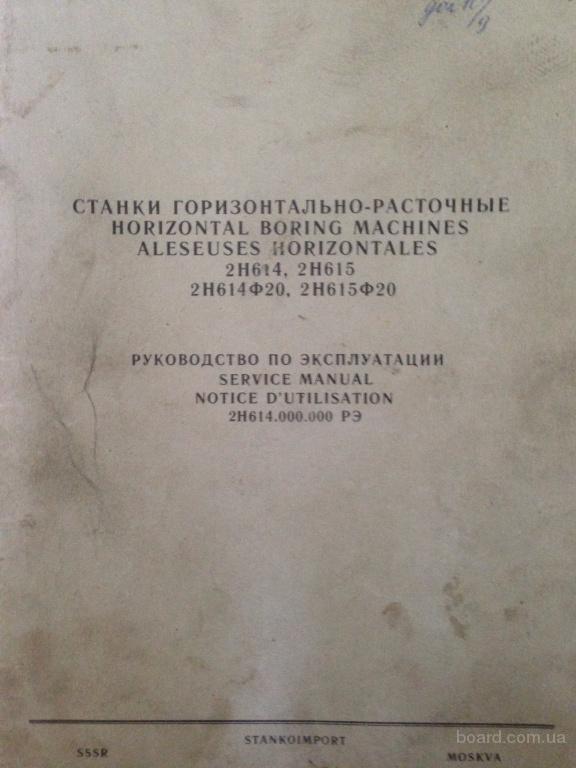 СТАНКИ ГОРИЗОНТАЛЬНО-РАСТОЧНЫЕ
HORIZONTAL BORING MACHINES
ALESEUSES HORIZONTALES
2Н614, 2Н615
2Н614Ф20, 2Н615Ф20
РУКОВОДСТВО ПО ЭКСПЛУАТАЦИИ
SERVICE MANUAL
NOTICE D'UTILISATION
2Н614.000.000 РЭ
SSSR
STANKOIMPORT
MOSKVA
board.com.ua